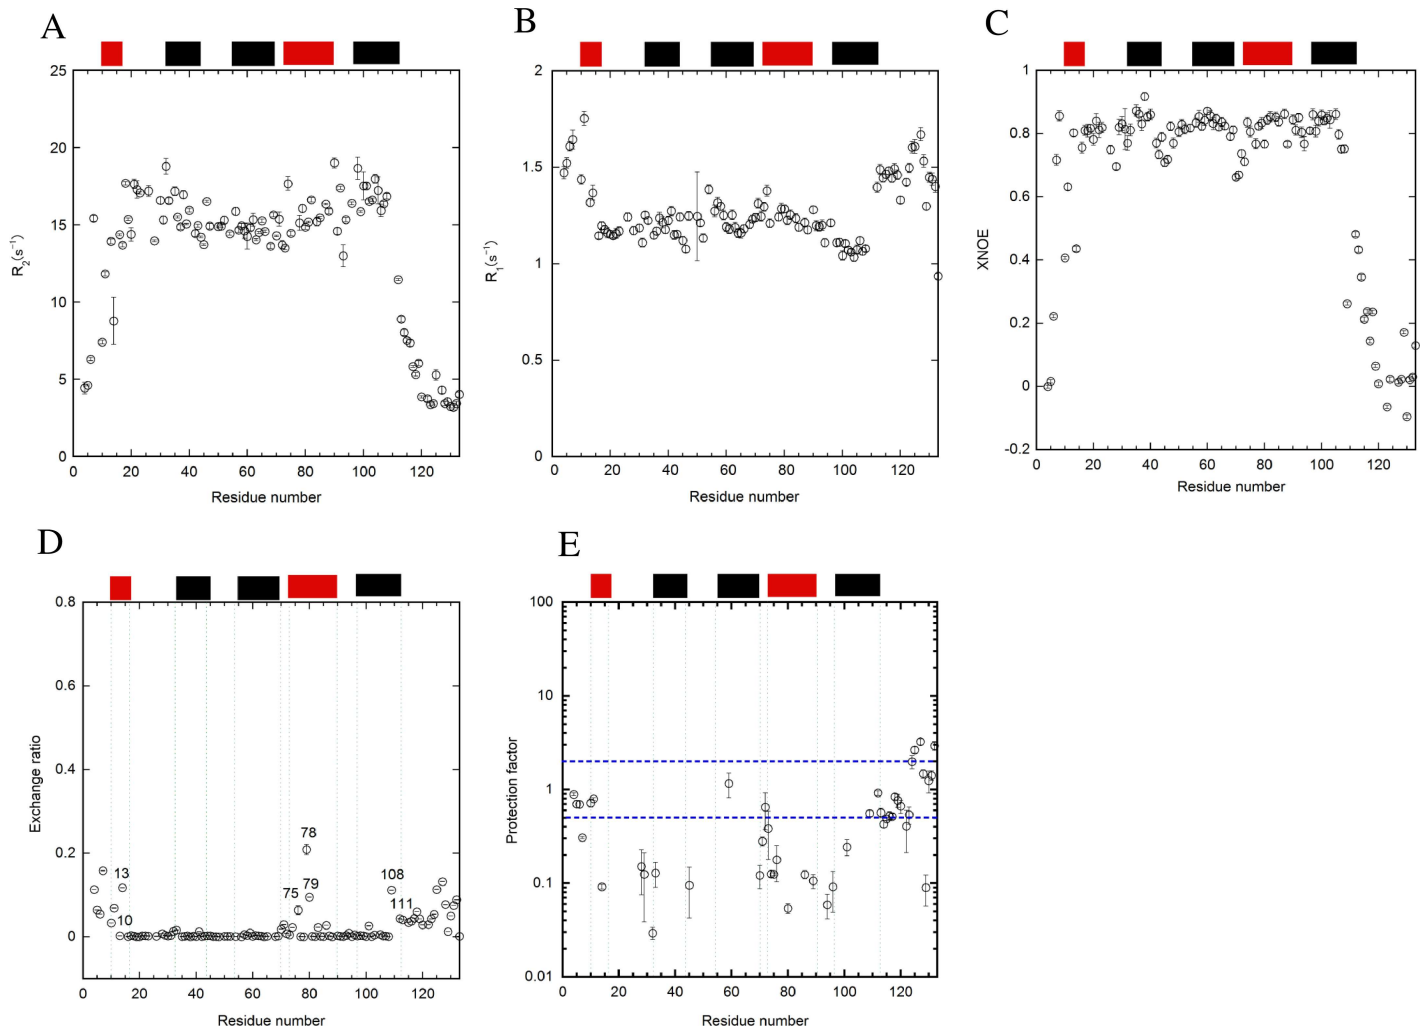 A
B
C
25
20
15
10
5
0
R2(s−1)
0 20 40 60 80 100 120
Residue number
2
1.5
1
0.5
0
R1(s−1)
0 20 40 60 80 100 120
Residue number
1
0.8
0.6
0.4
0.2
0
-0.2
XNOE
0 20 40 60 80 100 120
Residue number
D
E
0.8
0.6
0.4
0.2
0
Exchange ratio
13
10
75
78
79
108
111
0 20 40 60 80 100 120
Residue number
100
10
1
0.1
0.01
Protection factor
0 20 40 60 80 100 120
Residue number